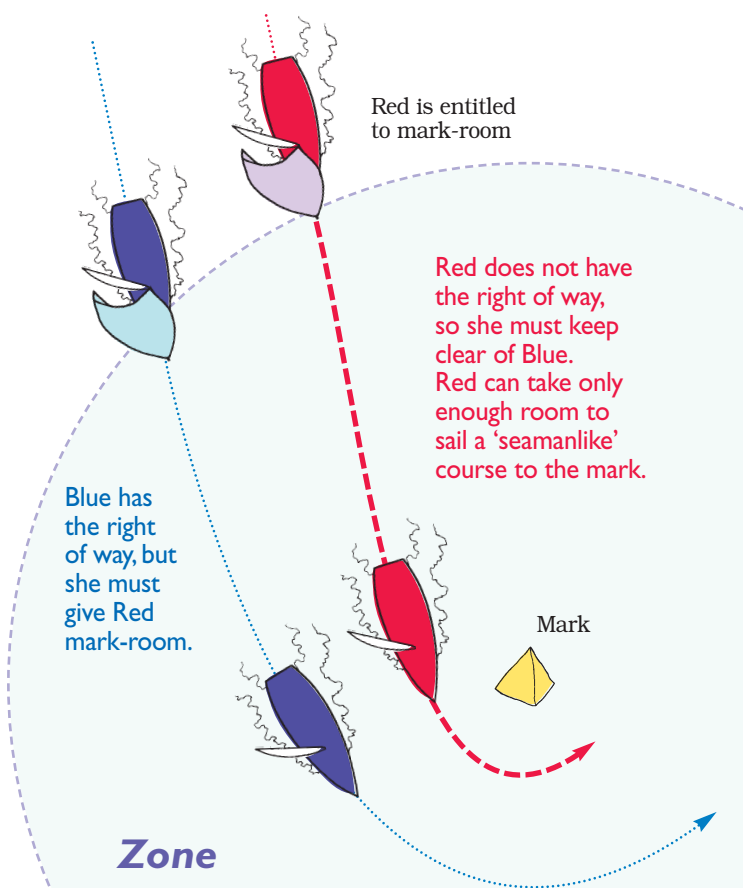 Red is entitled
to mark-room
Red does not have
the right of way,
so she must keep
clear of Blue.
Red can take only
enough room to
sail a ‘seamanlike’
course to the mark.
Blue has
the right
of way, but
she must
give Red
mark-room.
Mark
Zone